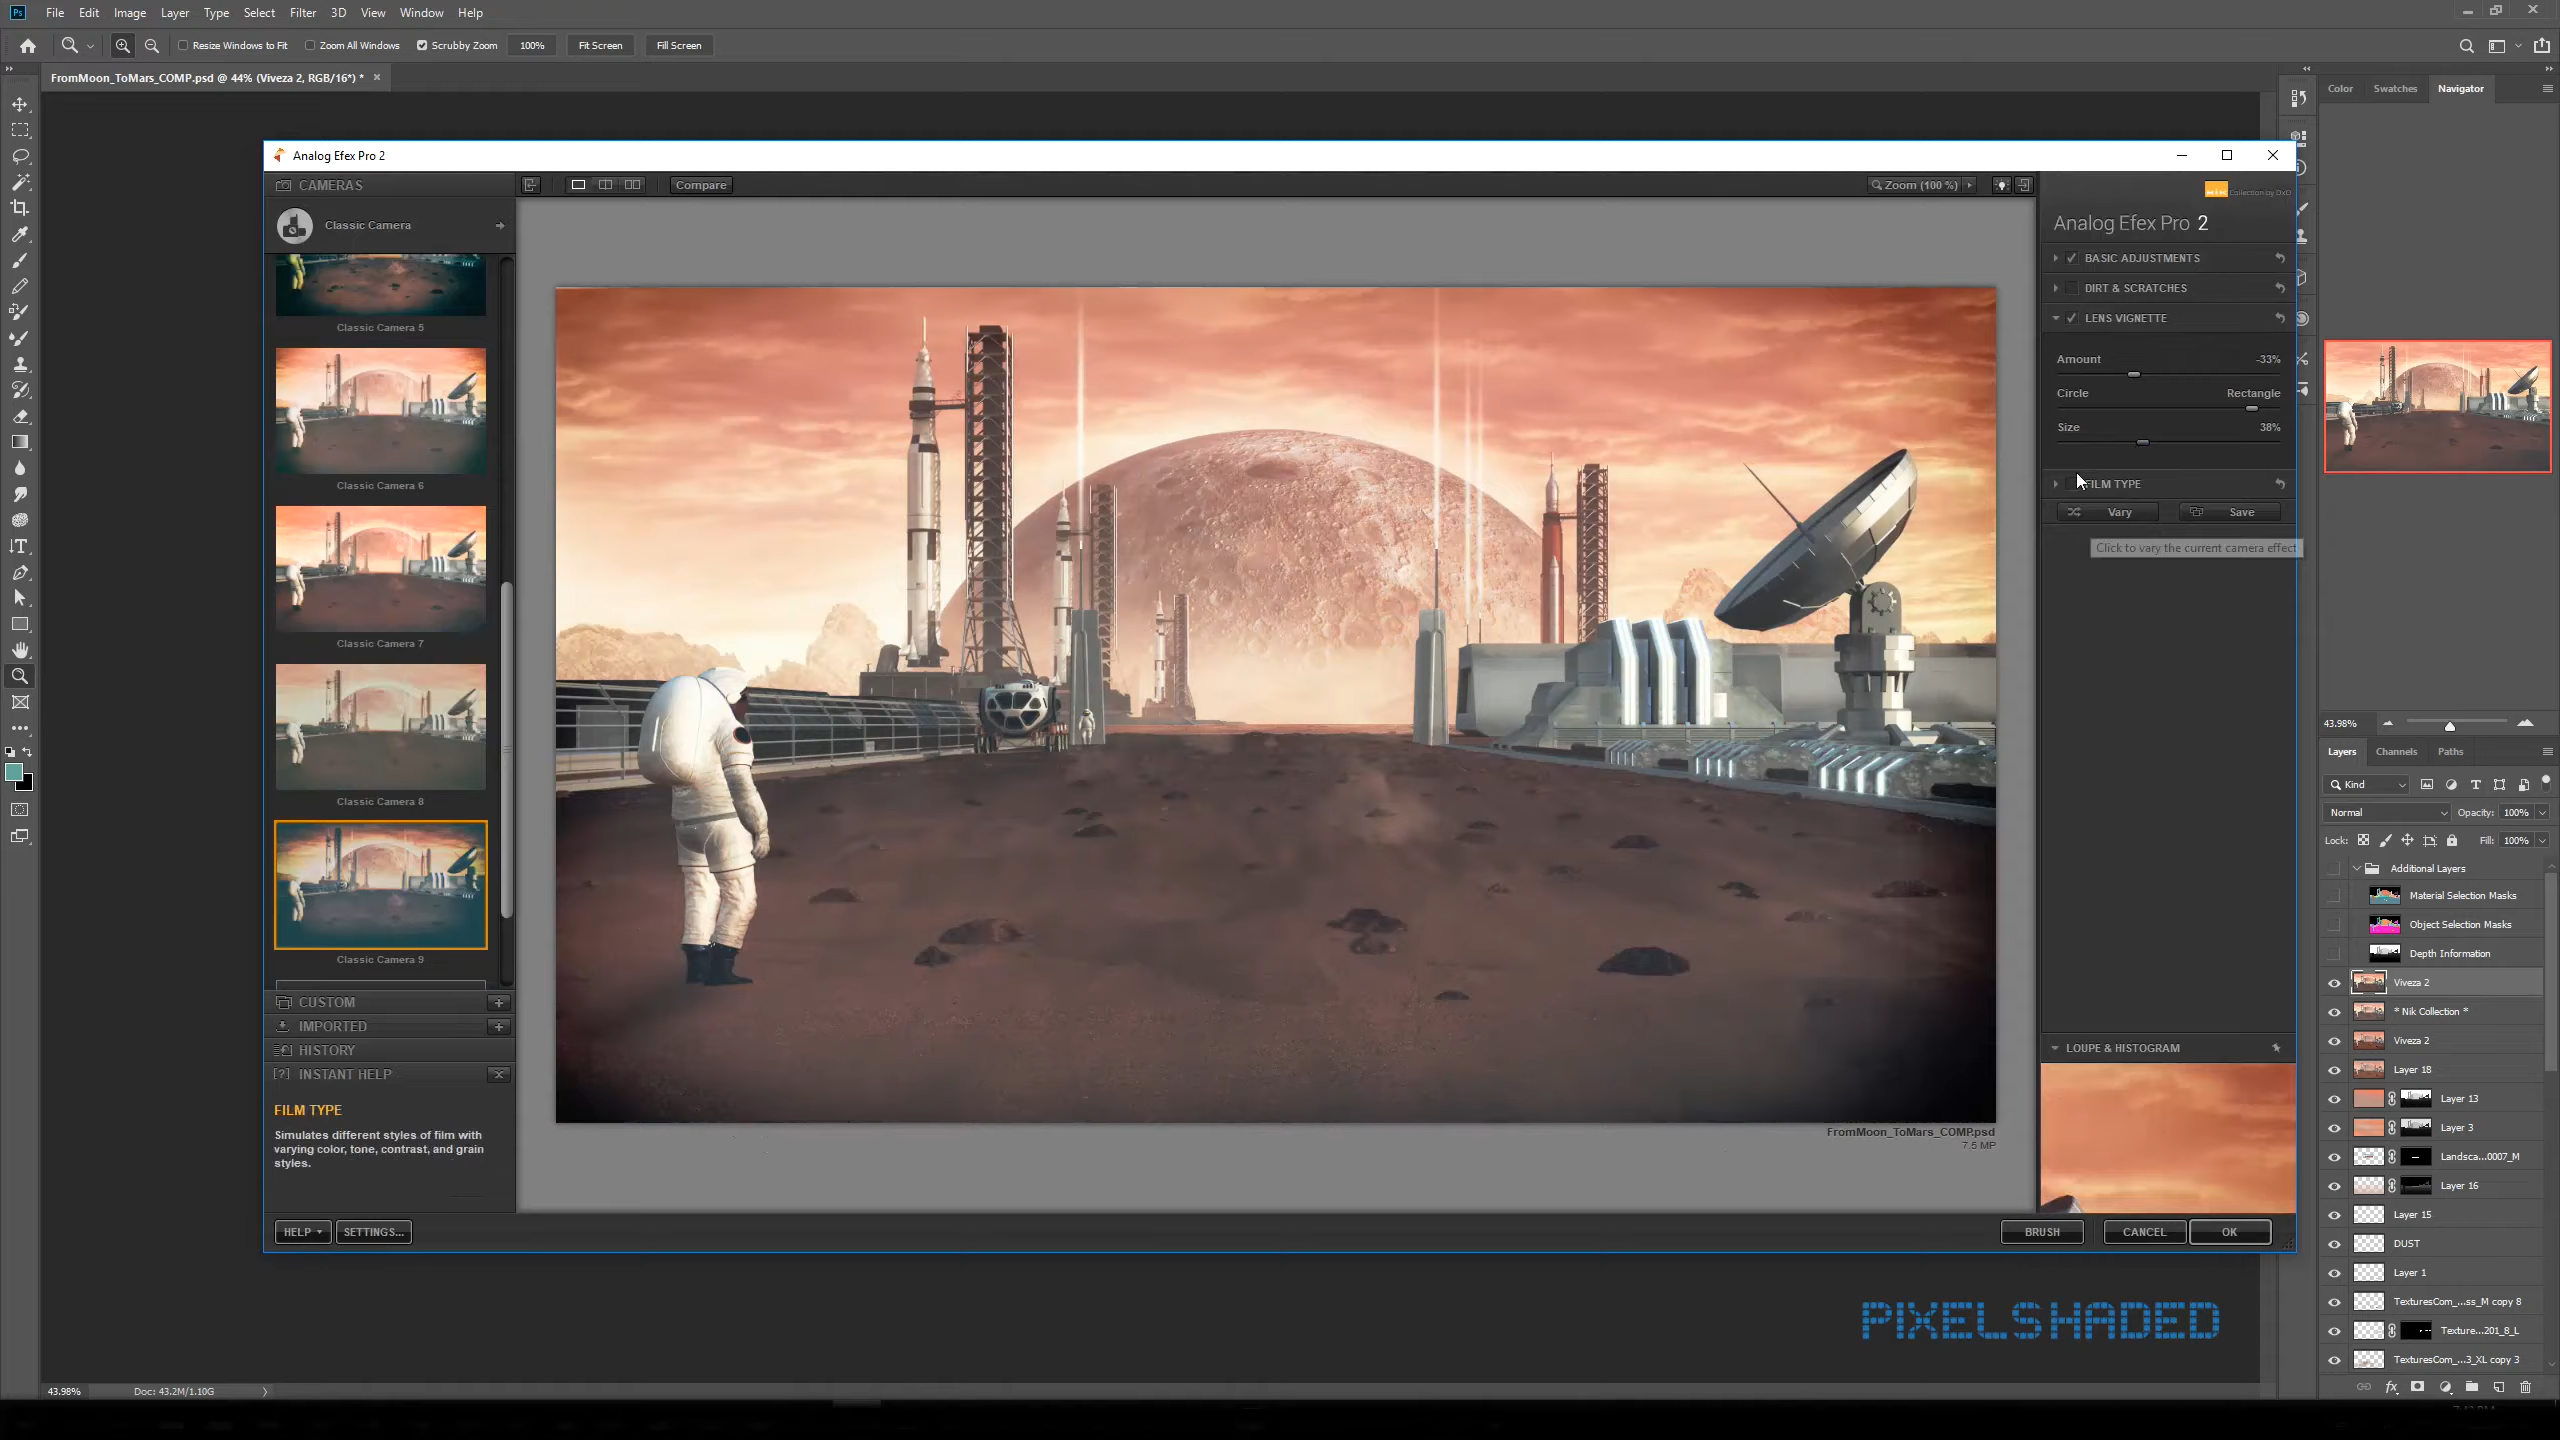 Ps File Edit Image Layer Type Select Filter 3D View Window Help
Resize Windows to Fit Zoom All Windows Scrubby Zoom 100% Fit Screen Fill Screen
FromMoon_ToMars_COMP.psd @ 44% (Viveza 2, RGB/16*) *
Color Swatches Navigator
Analog Efex Pro 2
CAMERAS
Compare
Zoom (100 %)
Classic Camera
Classic Camera 5
Classic Camera 6
Classic Camera 7
Classic Camera 8
Classic Camera 9
CUSTOM
IMPORTED
HISTORY
INSTANT HELP
FILM TYPE
Simulates different styles of film with
varying color, tone, contrast, and grain
styles.
HELP SETTINGS...
FromMoon_ToMars_COMP.psd
7.5 MP
Collection by DxO
Analog Efex Pro 2
BASIC ADJUSTMENTS
DIRT & SCRATCHES
LENS VIGNETTE
Amount -33%
Circle Rectangle
Size 38%
FILM TYPE
Vary Save
Click to vary the current camera effect
LOUPE & HISTOGRAM
BRUSH CANCEL OK
43.98%
Layers Channels Paths
Kind
Normal Opacity: 100%
Lock: Fill: 100%
Additional Layers
Material Selection Masks
Object Selection Masks
Depth Information
Viveza 2
* Nik Collection *
Viveza 2
Layer 18
Layer 13
Layer 3
Landsca...0007_M
Layer 16
Layer 15
DUST
Layer 1
TexturesCom_...ss_M copy 8
Texture...201_8_L
TexturesCom_...3_XL copy 3
PIXELSHADED
43.98% Doc: 43.2M/1.10G